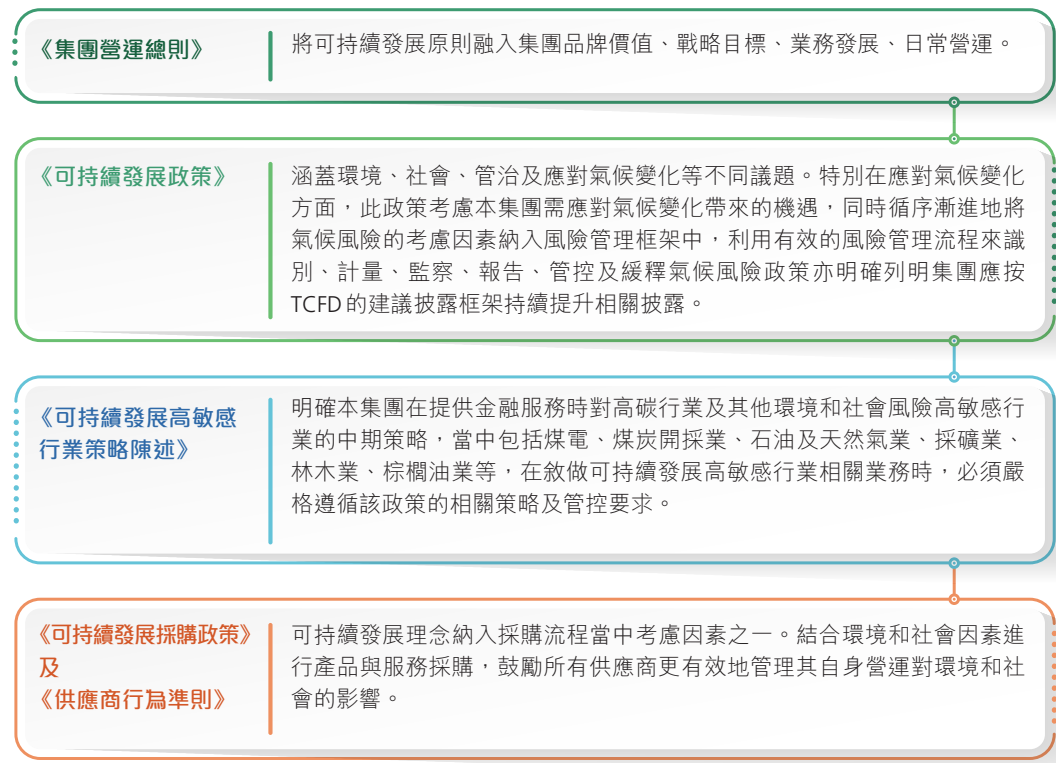 《集團營運總則》
將可持續發展原則融入集團品牌價值、戰略目標、業務發展、日常營運。
《可持續發展政策》
涵蓋環境、社會、管治及應對氣候變化等不同議題。特別在應對氣候變化
方面，此政策考慮本集團需應對氣候變化帶來的機遇，同時循序漸進地將
氣候風險的考慮因素納入風險管理框架中，利用有效的風險管理流程來識
別、計量、監察、報告、管控及緩釋氣候風險政策亦明確列明集團應按
TCFD的建議披露框架持續提升相關披露。
《可持續發展高敏感
行業策略陳述》
明確本集團在提供金融服務時對高碳行業及其他環境和社會風險高敏感行
業的中期策略，當中包括煤電、煤炭開採業、石油及天然氣業、採礦業、
林木業、棕櫚油業等，在敘做可持續發展高敏感行業相關業務時，必須嚴
格遵循該政策的相關策略及管控要求。
《可持續發展採購政策》
及
《供應商行為準則》
可持續發展理念納入採購流程當中考慮因素之一。結合環境和社會因素進
行產品與服務採購，鼓勵所有供應商更有效地管理其自身營運對環境和社
會的影響。